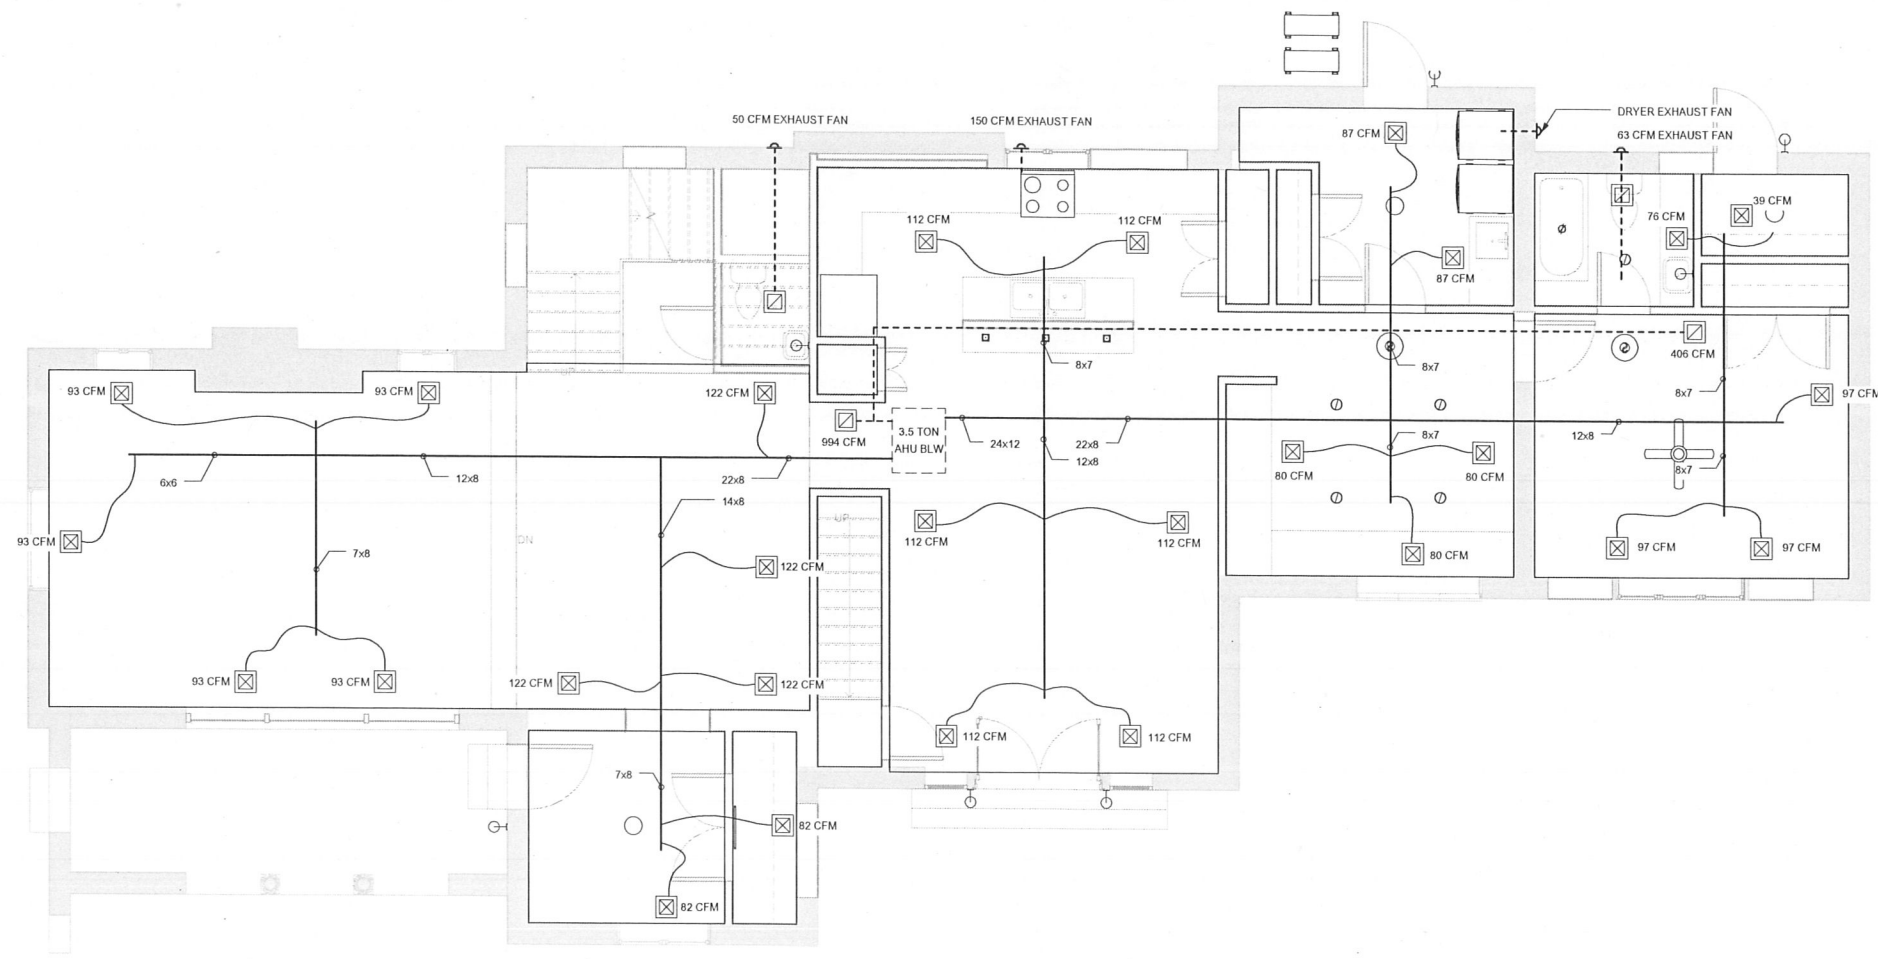 50 CFM EXHAUST FAN
150 CFM EXHAUST FAN
DRYER EXHAUST FAN
63 CFM EXHAUST FAN
87 CFM
39 CFM
76 CFM
112 CFM
112 CFM
87 CFM
406 CFM
8x7
8x7
8x7
93 CFM
93 CFM
122 CFM
97 CFM
994 CFM
3.5 TON
AHU BLW
24x12
22x8
12x8
8x7
12x8
8x7
6x6
12x8
22x8
80 CFM
80 CFM
14x8
UP
DN
93 CFM
112 CFM
112 CFM
97 CFM
97 CFM
7x8
80 CFM
122 CFM
93 CFM
93 CFM
122 CFM
122 CFM
112 CFM
112 CFM
7x8
82 CFM
82 CFM